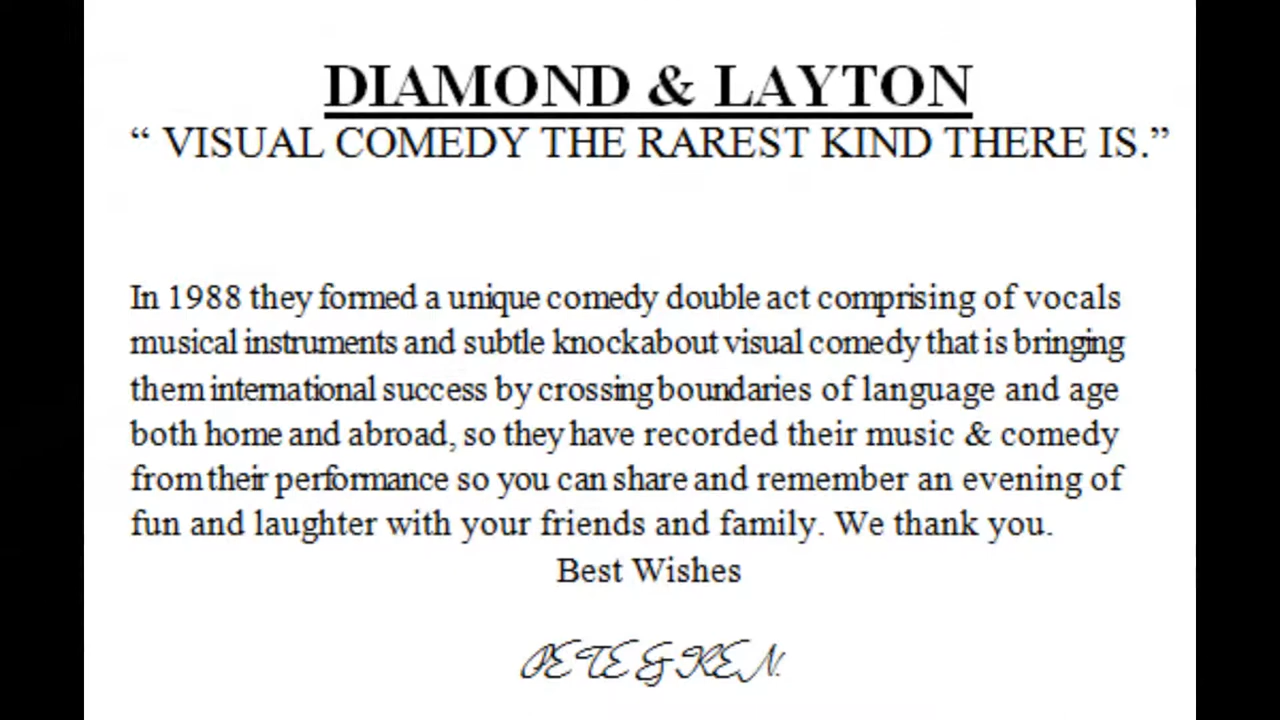 DIAMOND & LAYTON
“ VISUAL COMEDY THE RAREST KIND THERE IS.”
In 1988 they formed a unique comedy double act comprising of vocals
musical instruments and subtle knockabout visual comedy that is bringing
them international success by crossing boundaries of language and age
both home and abroad, so they have recorded their music & comedy
from their performance so you can share and remember an evening of
fun and laughter with your friends and family. We thank you.
Best Wishes
PETE & KEN.